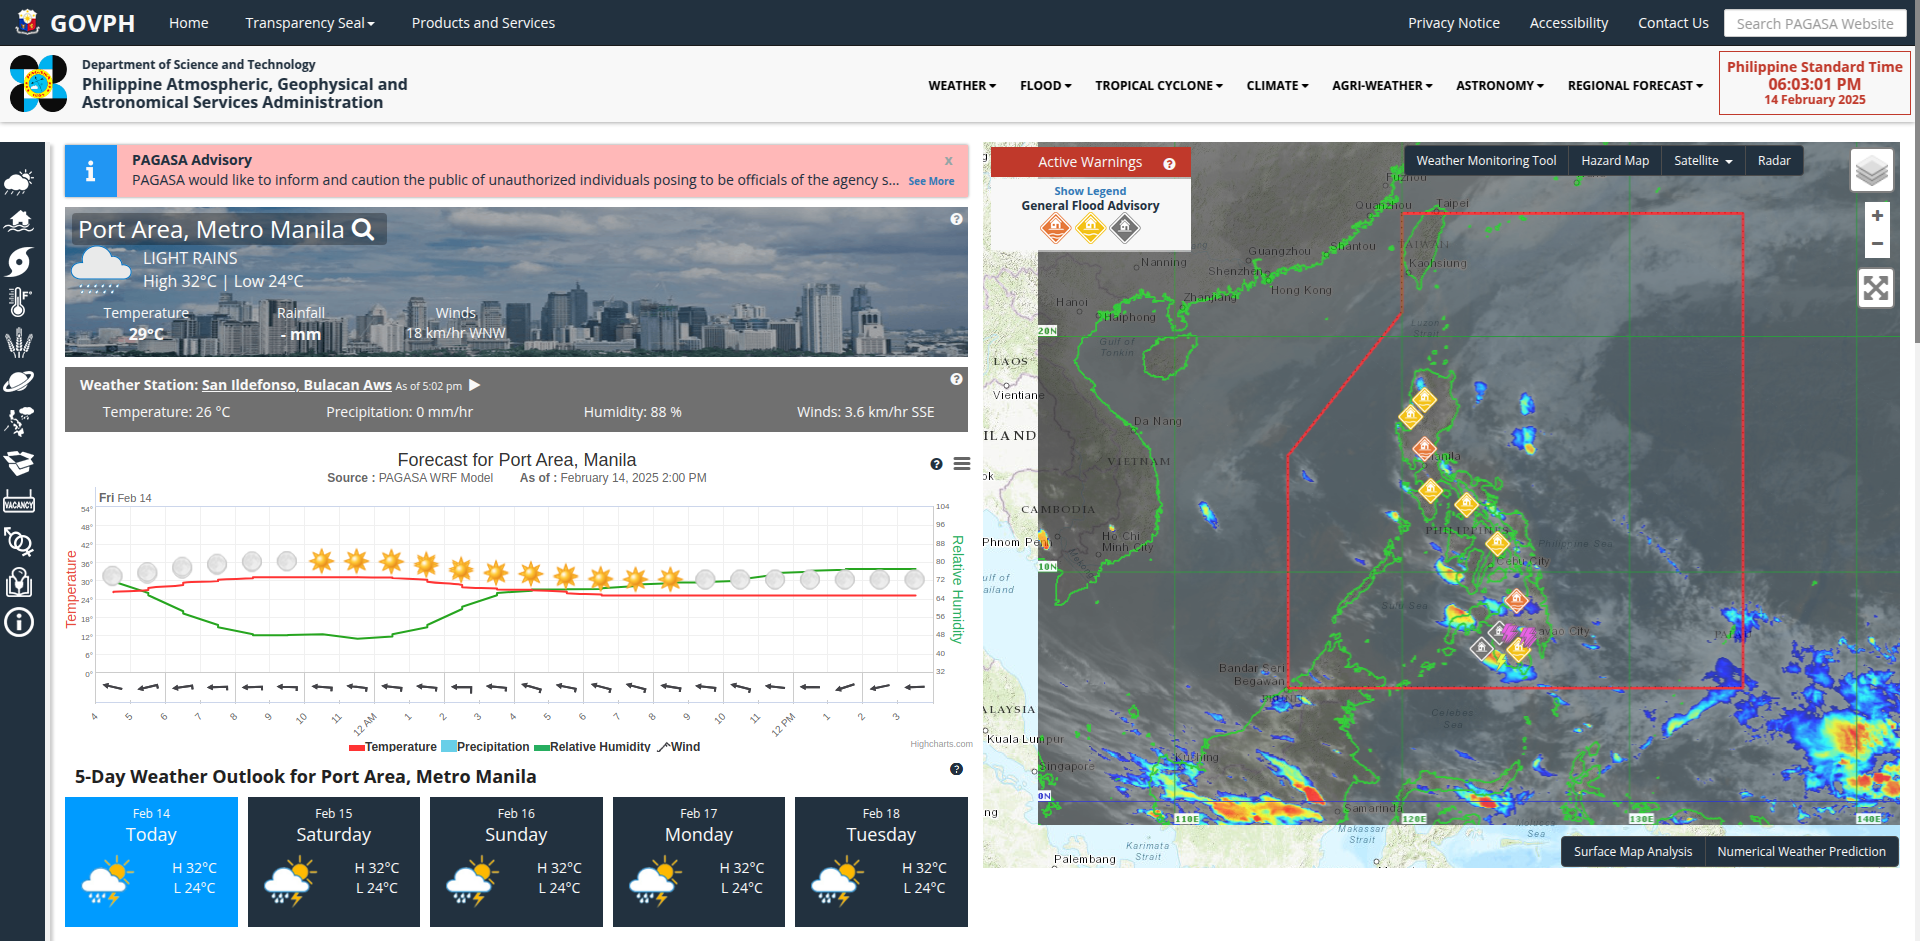 GOVPH
Home
Transparency Seal
Products and Services
Privacy Notice
Accessibility
Contact Us
Search PAGASA Website
Department of Science and Technology
Philippine Atmospheric, Geophysical and
Astronomical Services Administration
WEATHER
FLOOD
TROPICAL CYCLONE
CLIMATE
AGRI-WEATHER
ASTRONOMY
REGIONAL FORECAST
Philippine Standard Time
06:03:01 PM
14 February 2025
VACANCY
PAGASA Advisory
x
PAGASA would like to inform and caution the public of unauthorized individuals posing to be officials of the agency s... See More
Port Area, Metro Manila
LIGHT RAINS
High 32°C | Low 24°C
Temperature
29°C
Rainfall
- mm
Winds
18 km/hr WNW
Weather Station: San Ildefonso, Bulacan Aws As of 5:02 pm
Temperature: 26 °C
Precipitation: 0 mm/hr
Humidity: 88 %
Winds: 3.6 km/hr SSE
Forecast for Port Area, Manila
Source : PAGASA WRF Model As of : February 14, 2025 2:00 PM
Fri Feb 14
54°
48°
42°
36°
30°
24°
18°
12°
6°
0°
Temperature
104
96
88
80
72
64
56
48
40
32
Relative Humidity
4 5 6 7 8 9 10 11 12 AM 1 2 3 4 5 6 7 8 9 10 11 12 PM 1 2 3
Temperature Precipitation Relative Humidity Wind
Highcharts.com
5-Day Weather Outlook for Port Area, Metro Manila
Feb 14
Today
H 32°C
L 24°C
Feb 15
Saturday
H 32°C
L 24°C
Feb 16
Sunday
H 32°C
L 24°C
Feb 17
Monday
H 32°C
L 24°C
Feb 18
Tuesday
H 32°C
L 24°C
Active Warnings
Show Legend
General Flood Advisory
Weather Monitoring Tool
Hazard Map
Satellite
Radar
+
−
Fuzhou
Quanzhou
Taipei
Guangzhou
Shantou
TAIWAN
Nanning
Shenzhen
Kaohsiung
Hong Kong
Zhanjiang
Hanoi
Haiphong
20N
Luzon
Strait
Gulf of
Tonkin
LAOS
Vientiane
Da Nang
ILAND
VIETNAM
Manila
ok
CAMBODIA
PHILIPPINES
Phnom Pen
Ho Chi
Minh City
Philippine Sea
Cebu City
10N
ulf of
ailand
Sulu Sea
Davao City
PALAU
Bandar Seri
Begawan
ALAYSIA
Celebes
Sea
Kuala Lumpur
Singapore
Kuching
0N
Samarinda
110E
120E
130E
140E
ng
Makassar
Strait
Sea
Karimata
Strait
Palembang
Surface Map Analysis
Numerical Weather Prediction